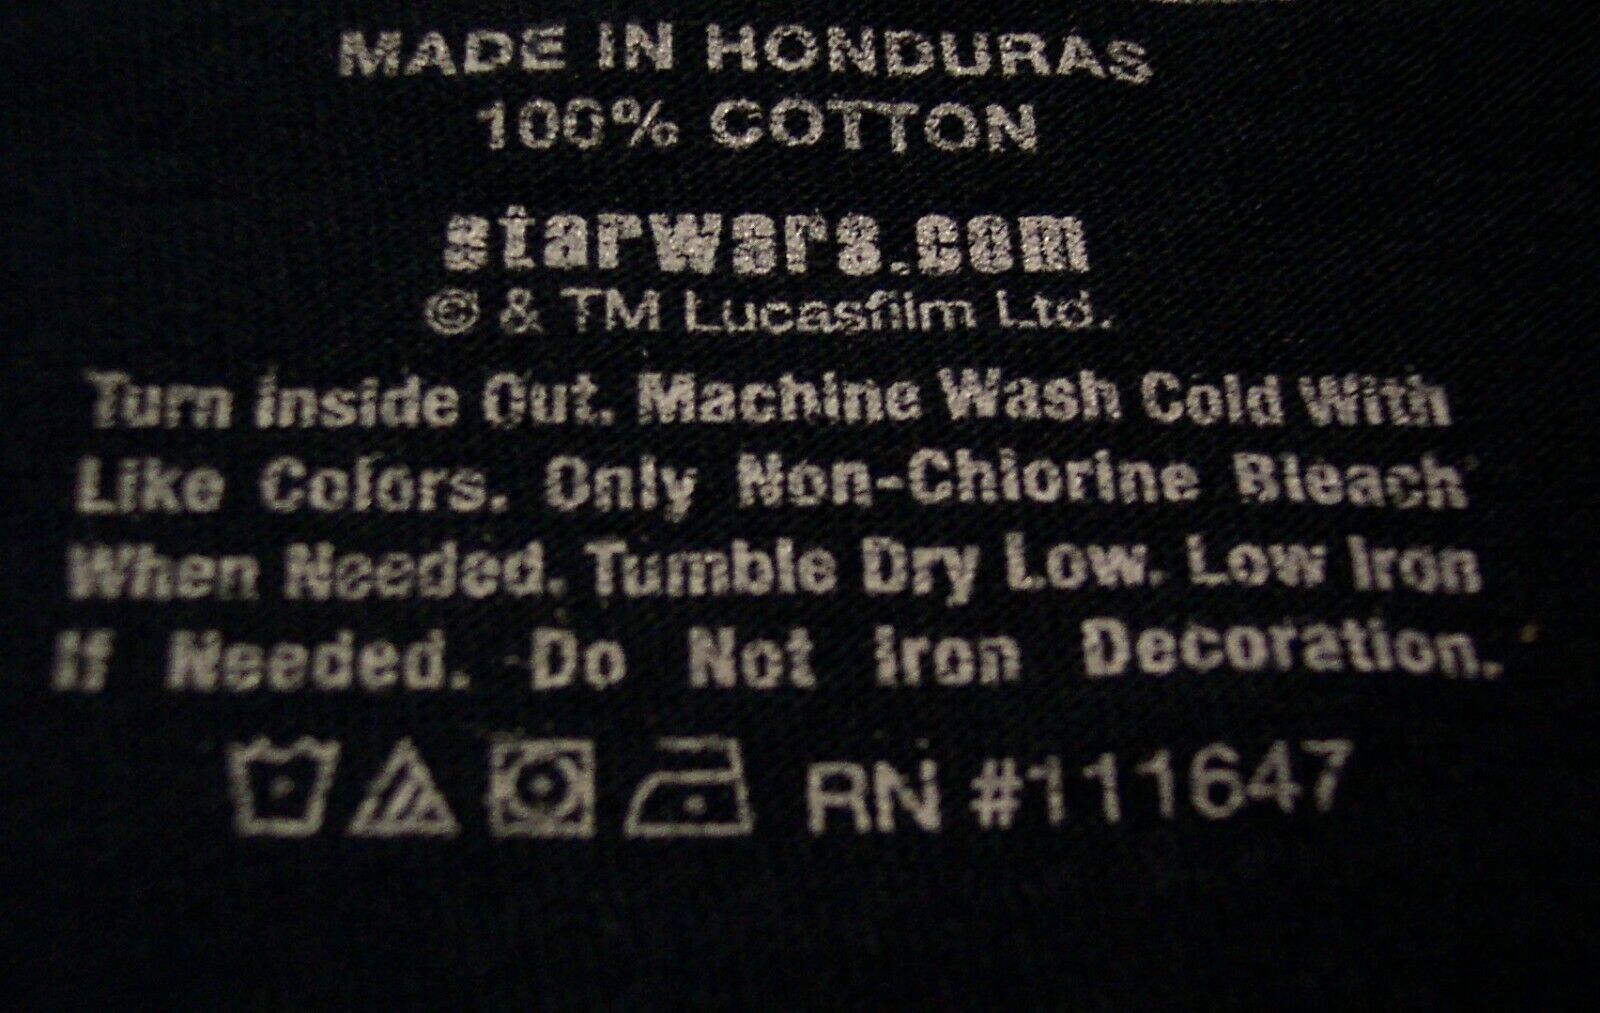 MADE IN HONDURAS
100% COTTON
starwars.com
© & TM Lucasfilm Ltd.
Turn Inside Out. Machine Wash Cold With
Like Colors. Only Non-Chlorine Bleach
When Needed. Tumble Dry Low. Low Iron
If Needed. Do Not Iron Decoration.
RN #111647